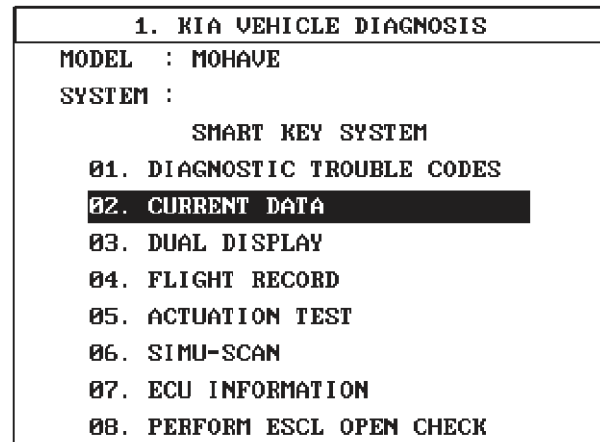 1. KIA VEHICLE DIAGNOSIS
MODEL : MOHAVE
SYSTEM :
SMART KEY SYSTEM
01. DIAGNOSTIC TROUBLE CODES
02. CURRENT DATA
03. DUAL DISPLAY
04. FLIGHT RECORD
05. ACTUATION TEST
06. SIMU-SCAN
07. ECU INFORMATION
08. PERFORM ESCL OPEN CHECK